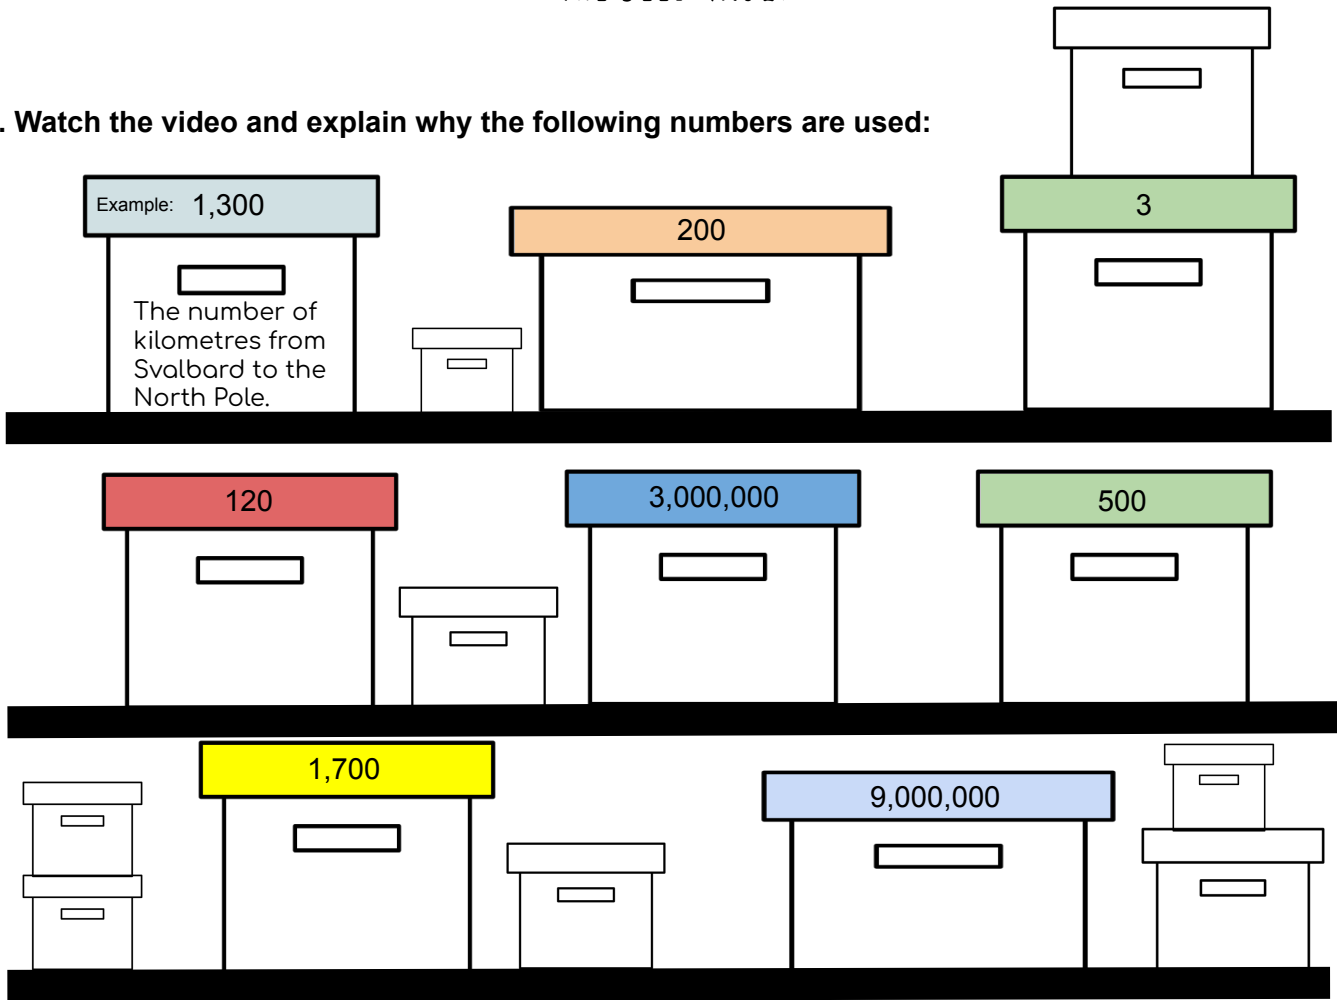 . Watch the video and explain why the following numbers are used:
Example: 1,300
The number of
kilometres from
Svalbard to the
North Pole.
200
3
120
3,000,000
500
1,700
9,000,000